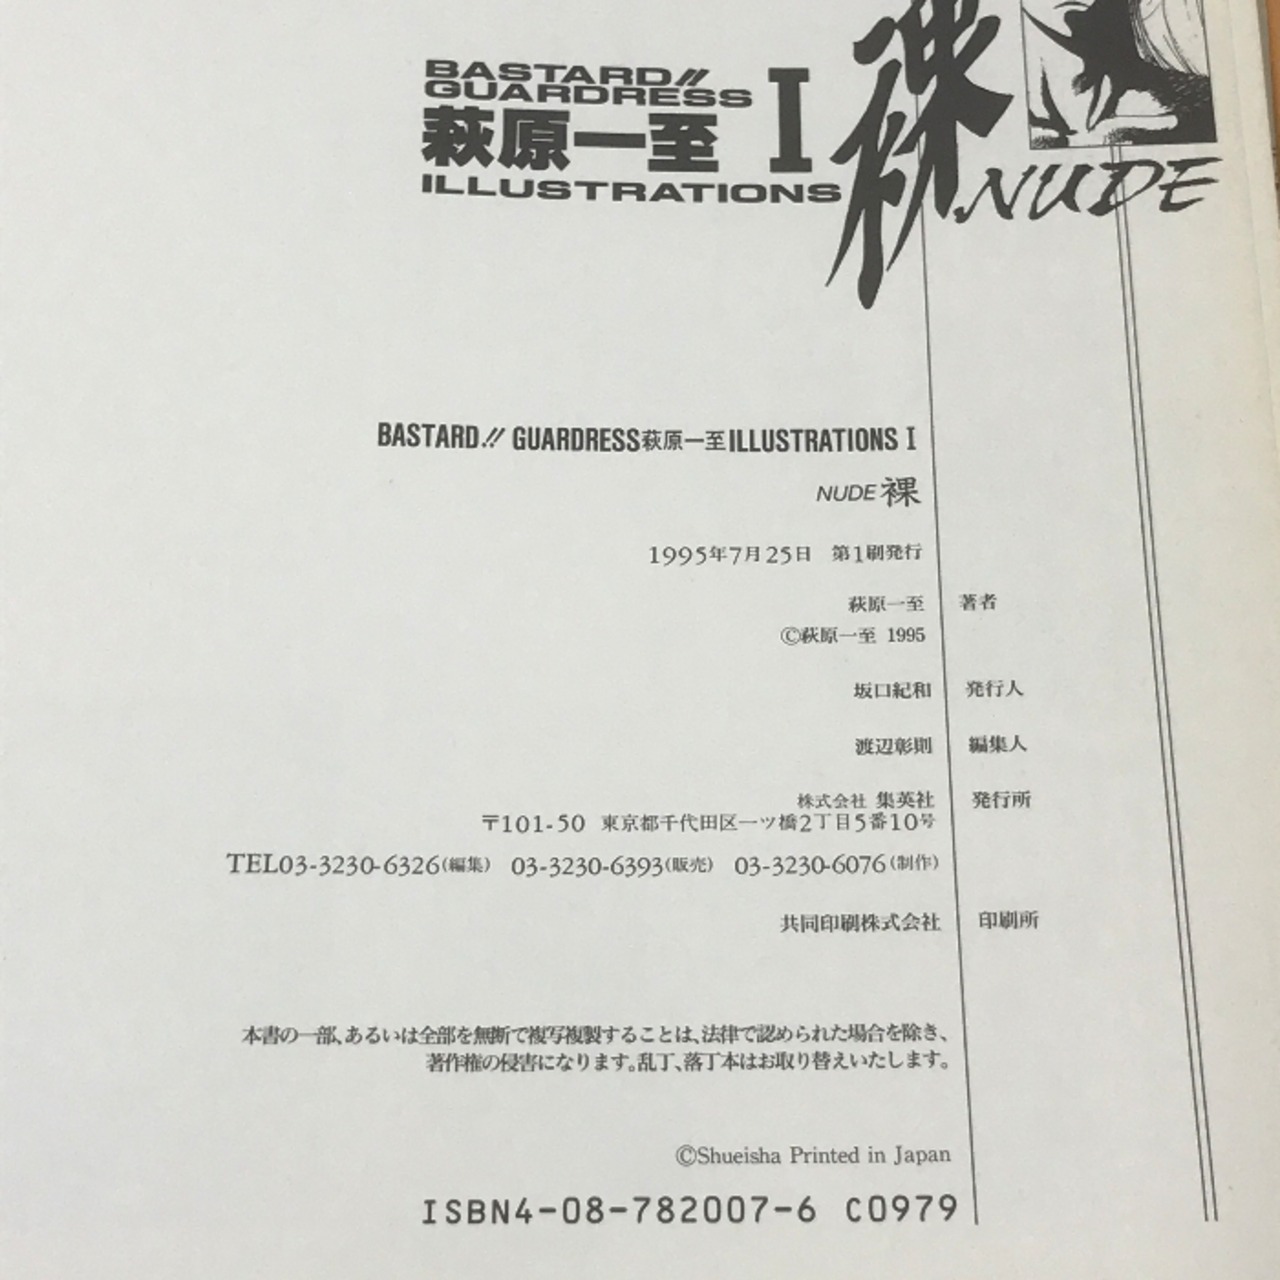 BASTARD!!
GUARDRESS
萩原一至 I
ILLUSTRATIONS
裸
NUDE
BASTARD!! GUARDRESS萩原一至ILLUSTRATIONS I
NUDE裸
1995年7月25日 第1刷発行
萩原一至 著者
©萩原一至 1995
坂口紀和 発行人
渡辺彰則 編集人
株式会社 集英社 発行所
〒101-50 東京都千代田区一ツ橋2丁目5番10号
TEL03-3230-6326(編集) 03-3230-6393(販売) 03-3230-6076(制作)
共同印刷株式会社 印刷所
本書の一部、あるいは全部を無断で複写複製することは、法律で認められた場合を除き、
著作権の侵害になります。乱丁、落丁本はお取り替えいたします。
©Shueisha Printed in Japan
ISBN4-08-782007-6 C0979